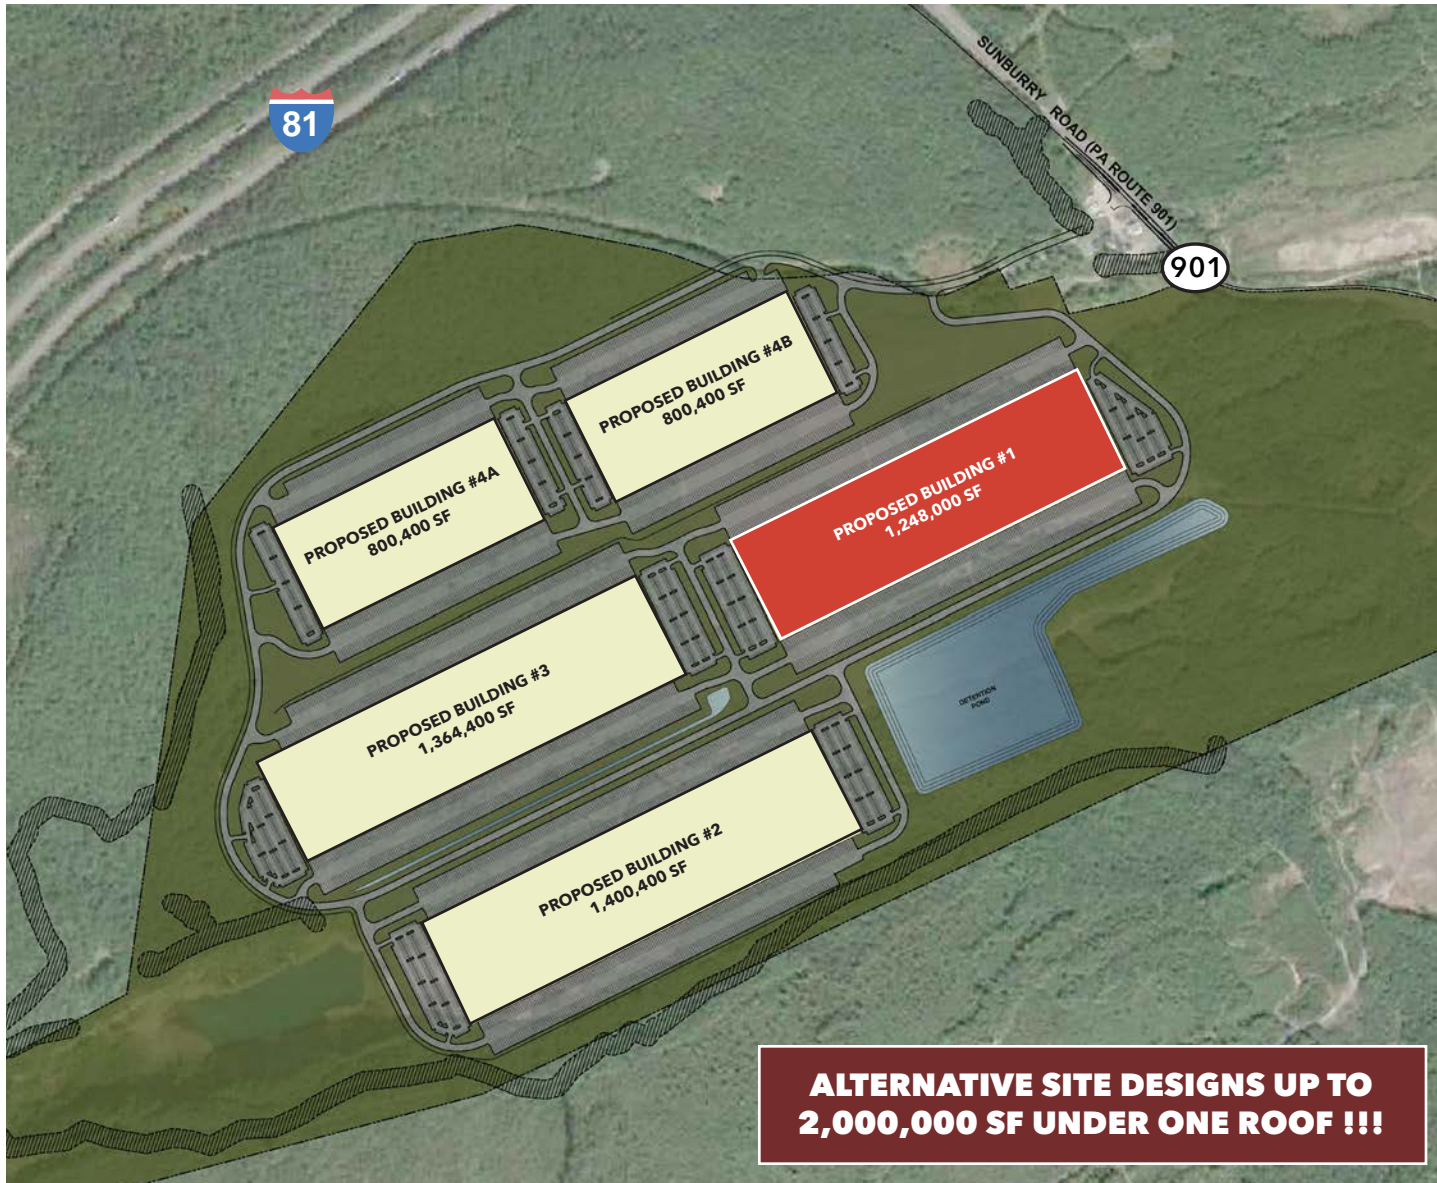 81
SUNBURRY ROAD (PA ROUTE 901)
901
PROPOSED BUILDING #4B
800,400 SF
PROPOSED BUILDING #4A
800,400 SF
PROPOSED BUILDING #1
1,248,000 SF
PROPOSED BUILDING #3
1,364,400 SF
DETENTION
POND
PROPOSED BUILDING #2
1,400,400 SF
ALTERNATIVE SITE DESIGNS UP TO
2,000,000 SF UNDER ONE ROOF !!!